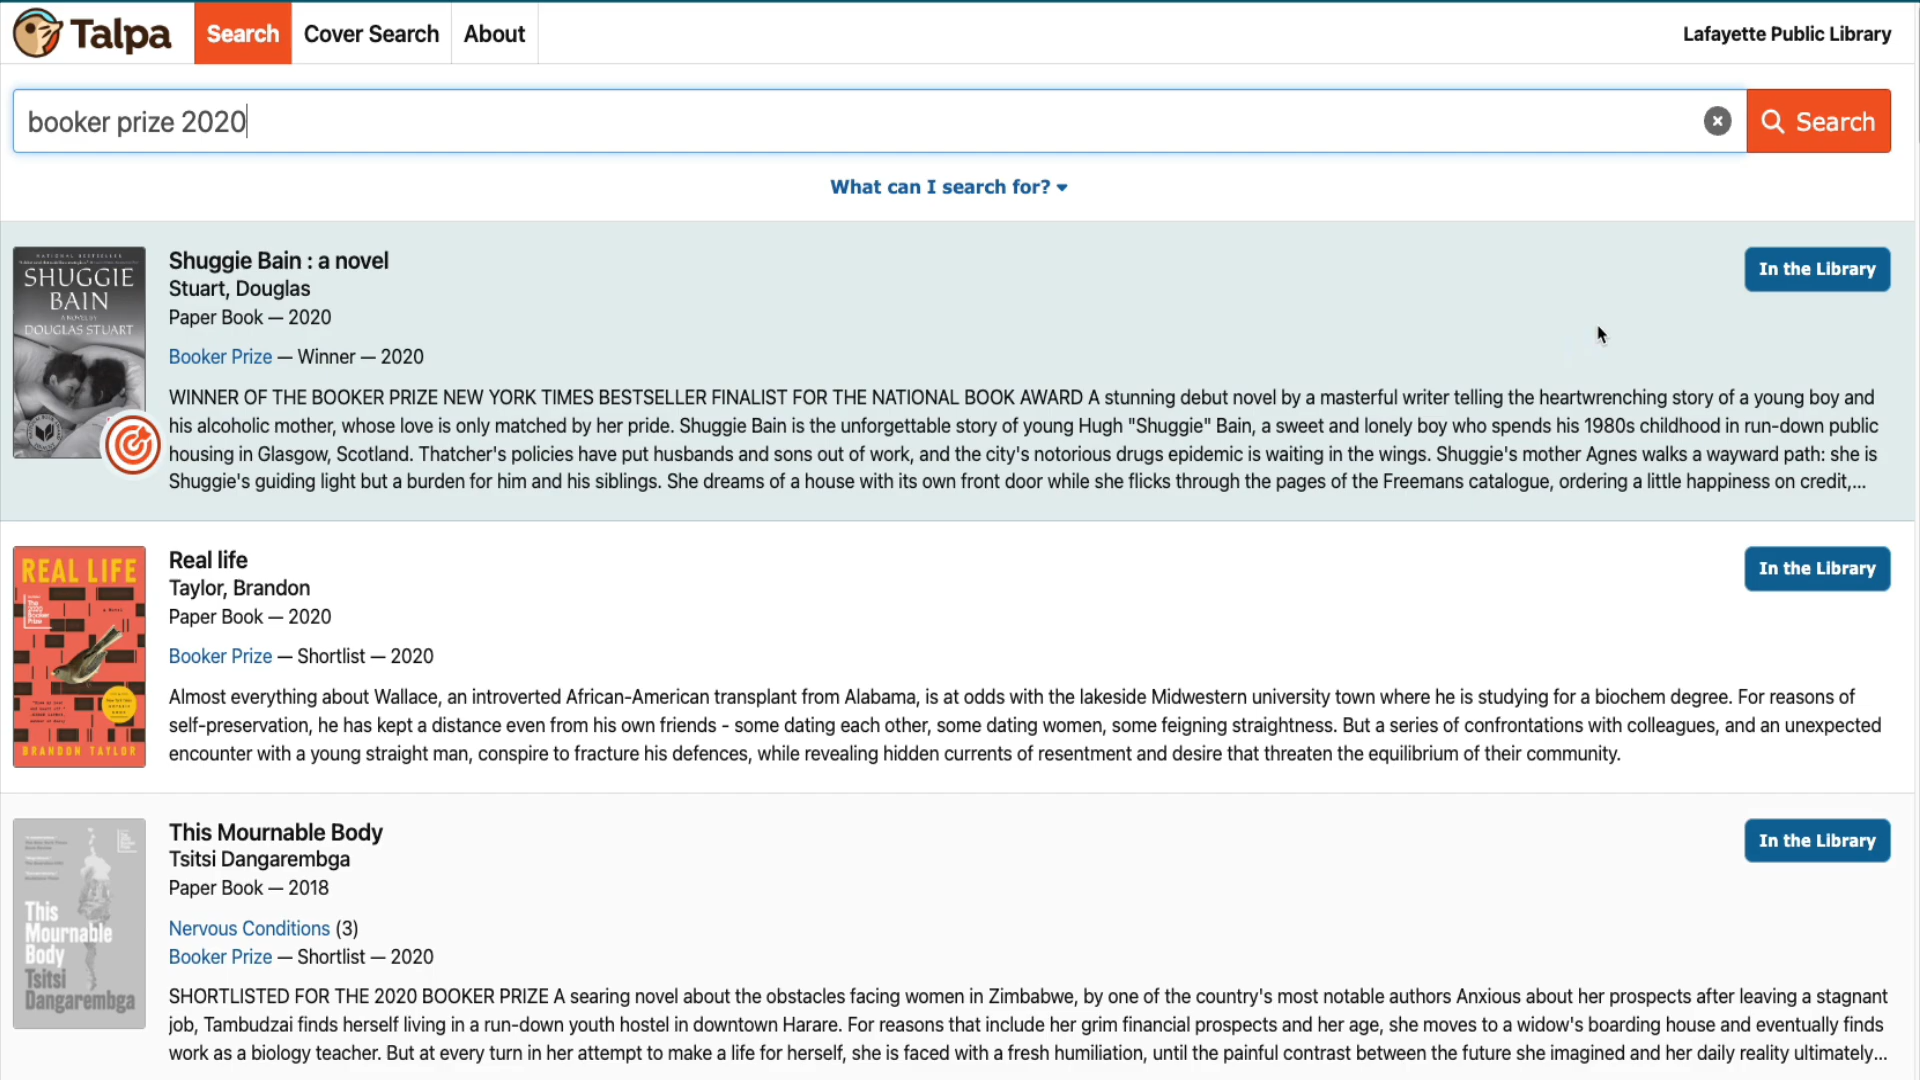 Talpa
Search
Cover Search
About
Lafayette Public Library
booker prize 2020
Search
What can I search for?
SHUGGIE
BAIN
A NOVEL BY
DOUGLAS STUART
Shuggie Bain : a novel
Stuart, Douglas
Paper Book — 2020
Booker Prize — Winner — 2020
WINNER OF THE BOOKER PRIZE NEW YORK TIMES BESTSELLER FINALIST FOR THE NATIONAL BOOK AWARD A stunning debut novel by a masterful writer telling the heartwrenching story of a young boy and
his alcoholic mother, whose love is only matched by her pride. Shuggie Bain is the unforgettable story of young Hugh "Shuggie" Bain, a sweet and lonely boy who spends his 1980s childhood in run-down public
housing in Glasgow, Scotland. Thatcher's policies have put husbands and sons out of work, and the city's notorious drugs epidemic is waiting in the wings. Shuggie's mother Agnes walks a wayward path: she is
Shuggie's guiding light but a burden for him and his siblings. She dreams of a house with its own front door while she flicks through the pages of the Freemans catalogue, ordering a little happiness on credit,...
In the Library
REAL LIFE
The
2020
Booker
Prize
BRANDON TAYLOR
Real life
Taylor, Brandon
Paper Book — 2020
Booker Prize — Shortlist — 2020
Almost everything about Wallace, an introverted African-American transplant from Alabama, is at odds with the lakeside Midwestern university town where he is studying for a biochem degree. For reasons of
self-preservation, he has kept a distance even from his own friends - some dating each other, some dating women, some feigning straightness. But a series of confrontations with colleagues, and an unexpected
encounter with a young straight man, conspire to fracture his defences, while revealing hidden currents of resentment and desire that threaten the equilibrium of their community.
In the Library
This
Mournable
Body
Tsitsi
Dangarembga
This Mournable Body
Tsitsi Dangarembga
Paper Book — 2018
Nervous Conditions (3)
Booker Prize — Shortlist — 2020
SHORTLISTED FOR THE 2020 BOOKER PRIZE A searing novel about the obstacles facing women in Zimbabwe, by one of the country's most notable authors Anxious about her prospects after leaving a stagnant
job, Tambudzai finds herself living in a run-down youth hostel in downtown Harare. For reasons that include her grim financial prospects and her age, she moves to a widow's boarding house and eventually finds
work as a biology teacher. But at every turn in her attempt to make a life for herself, she is faced with a fresh humiliation, until the painful contrast between the future she imagined and her daily reality ultimately...
In the Library